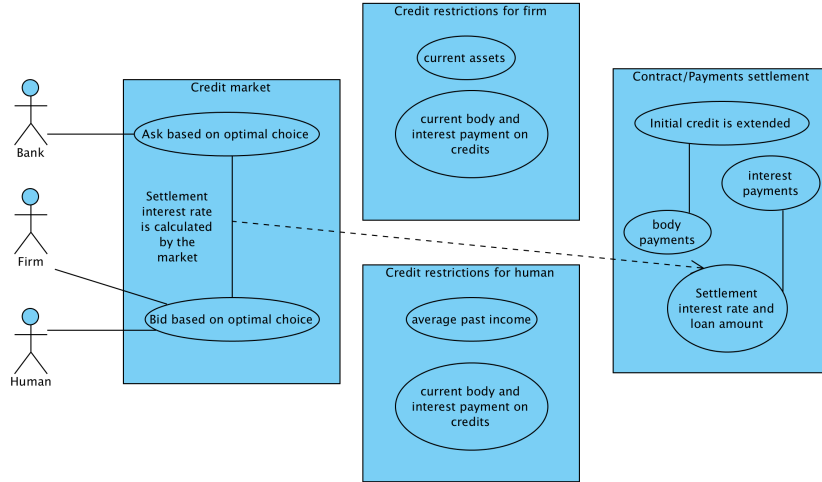 Bank
Firm
Human
Credit market
Ask based on optimal choice
Settlement
interest rate
is calculated
by the
market
Bid based on optimal choice
Credit restrictions for firm
current assets
current body and
interest payment on
credits
Credit restrictions for human
average past income
current body and
interest payment on
credits
Contract/Payments settlement
Initial credit is extended
interest
payments
body
payments
Settlement
interest rate and
loan amount